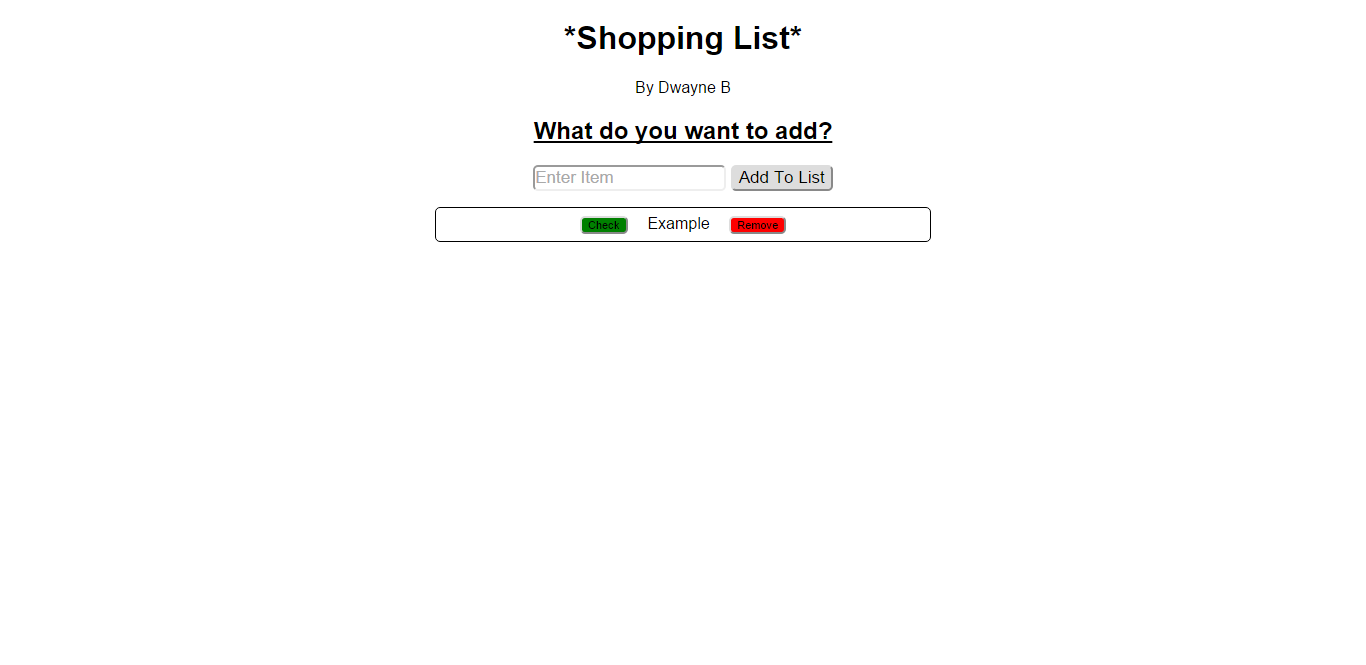 *Shopping List*
By Dwayne B
What do you want to add?
Enter Item Add To List
Check Example Remove